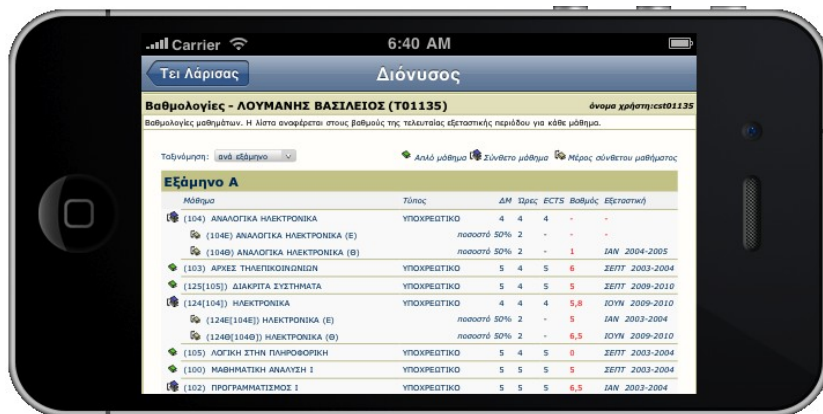 Carrier 6:40 AM
Τει Λάρισας Διόνυσος
Βαθμολογίες - ΛΟΥΜΑΝΗΣ ΒΑΣΙΛΕΙΟΣ (T01135) όνομα χρήστη:cst01135
Βαθμολογίες μαθημάτων. Η λίστα αναφέρεται στους βαθμούς της τελευταίας εξεταστικής περιόδου για κάθε μάθημα.
Ταξινόμηση: ανά εξάμηνο Απλό μάθημα Σύνθετο μάθημα Μέρος σύνθετου μαθήματος
Εξάμηνο Α
Μάθημα Τύπος ΔΜ Ώρες ECTS Βαθμός Εξεταστική
(104) ΑΝΑΛΟΓΙΚΑ ΗΛΕΚΤΡΟΝΙΚΑ ΥΠΟΧΡΕΩΤΙΚΟ 4 4 4 - -
(104Ε) ΑΝΑΛΟΓΙΚΑ ΗΛΕΚΤΡΟΝΙΚΑ (Ε) ποσοστό 50% 2 - - -
(104Θ) ΑΝΑΛΟΓΙΚΑ ΗΛΕΚΤΡΟΝΙΚΑ (Θ) ποσοστό 50% 2 - 1 ΙΑΝ 2004-2005
(103) ΑΡΧΕΣ ΤΗΛΕΠΙΚΟΙΝΩΝΙΩΝ ΥΠΟΧΡΕΩΤΙΚΟ 5 4 5 6 ΣΕΠΤ 2003-2004
(125[105]) ΔΙΑΚΡΙΤΑ ΣΥΣΤΗΜΑΤΑ ΥΠΟΧΡΕΩΤΙΚΟ 5 4 5 5 ΣΕΠΤ 2009-2010
(124[104]) ΗΛΕΚΤΡΟΝΙΚΑ ΥΠΟΧΡΕΩΤΙΚΟ 4 4 4 5,8 ΙΟΥΝ 2009-2010
(124Ε[104Ε]) ΗΛΕΚΤΡΟΝΙΚΑ (Ε) ποσοστό 50% 2 - 5 ΙΑΝ 2003-2004
(124Θ[104Θ]) ΗΛΕΚΤΡΟΝΙΚΑ (Θ) ποσοστό 50% 2 - 6,5 ΙΟΥΝ 2009-2010
(105) ΛΟΓΙΚΗ ΣΤΗΝ ΠΛΗΡΟΦΟΡΙΚΗ ΥΠΟΧΡΕΩΤΙΚΟ 5 4 5 0 ΣΕΠΤ 2003-2004
(100) ΜΑΘΗΜΑΤΙΚΗ ΑΝΑΛΥΣΗ Ι ΥΠΟΧΡΕΩΤΙΚΟ 5 5 5 5 ΣΕΠΤ 2003-2004
(102) ΠΡΟΓΡΑΜΜΑΤΙΣΜΟΣ Ι ΥΠΟΧΡΕΩΤΙΚΟ 5 5 5 6,5 ΙΑΝ 2003-2004